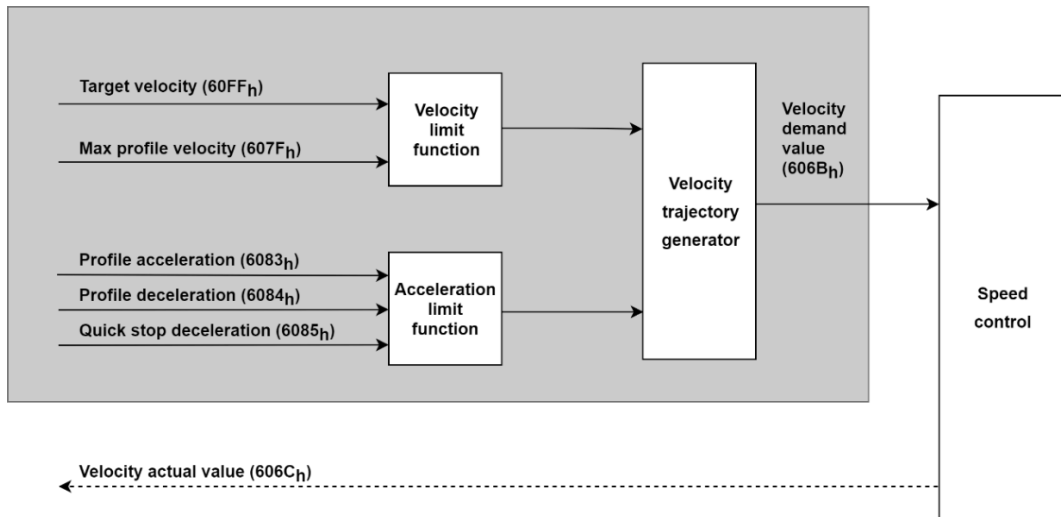 Target velocity (60FFh)
Max profile velocity (607Fh)
Velocity
limit
function
Profile acceleration (6083h)
Profile deceleration (6084h)
Quick stop deceleration (6085h)
Acceleration
limit
function
Velocity
trajectory
generator
Velocity
demand
value
(606Bh)
Speed
control
Velocity actual value (606Ch)